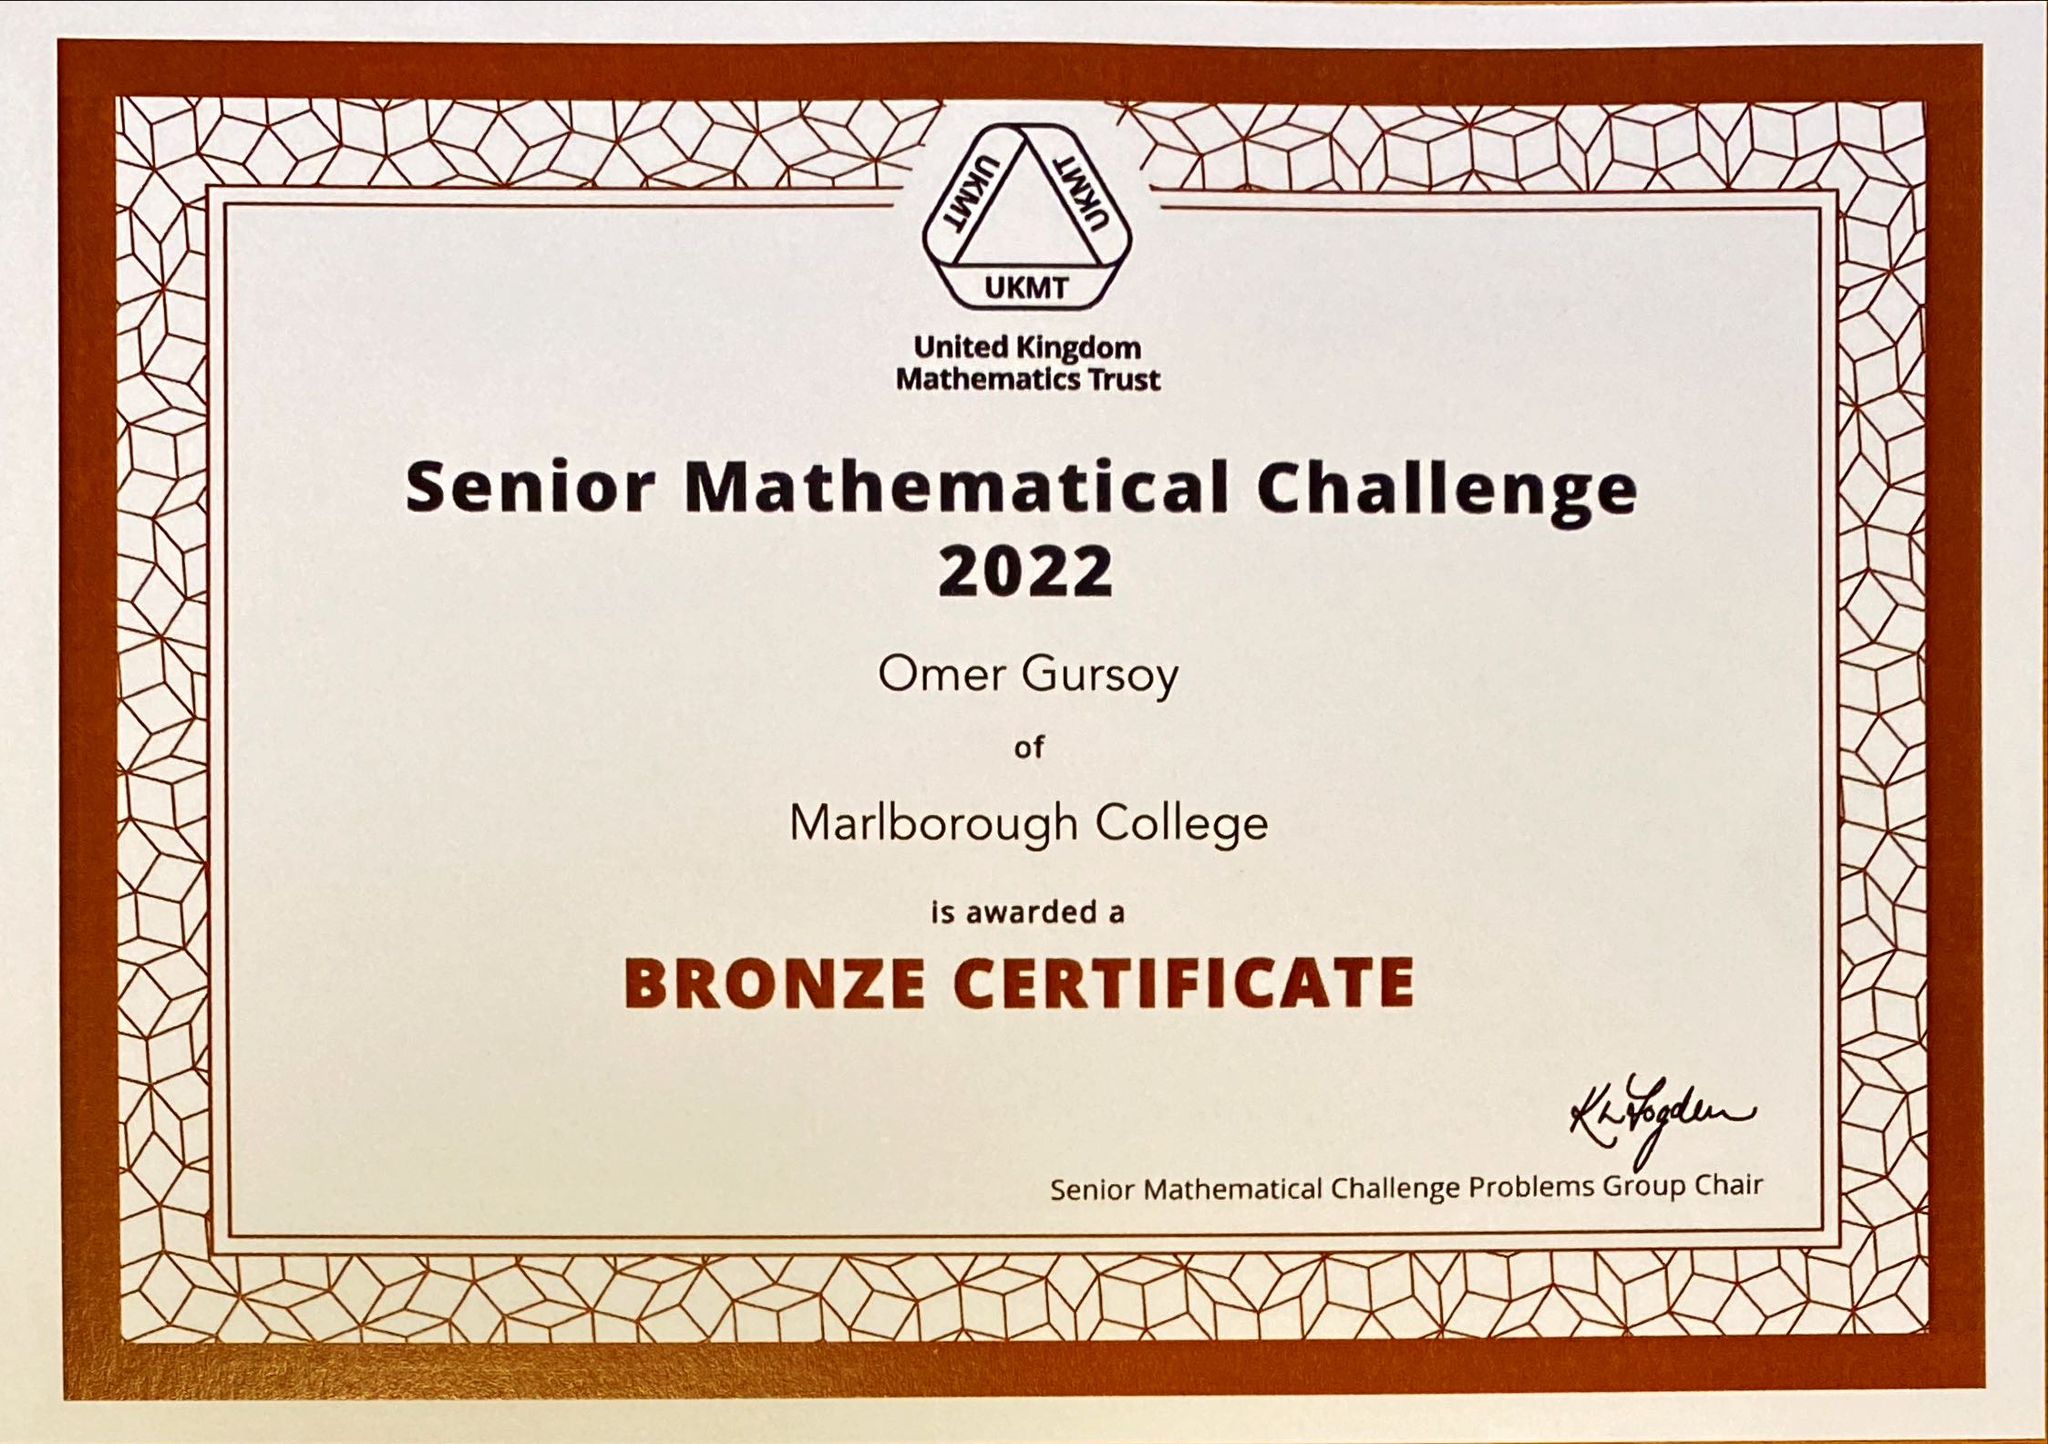 UKMT
UKMT
UKMT
United Kingdom
Mathematics Trust
Senior Mathematical Challenge
2022
Omer Gursoy
of
Marlborough College
is awarded a
BRONZE CERTIFICATE
Senior Mathematical Challenge Problems Group Chair